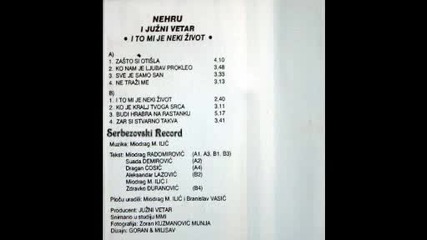 NEHRU
I JUŽNI VETAR
• I TO MI JE NEKI ŽIVOT •
A)
1. ZAŠTO SI OTIŠLA 4,10
2. KO NAM JE LJUBAV PROKLEO 3,48
3. SVE JE SAMO SAN 3,33
4. NE TRAŽI ME 3,13
B)
1. I TO MI JE NEKI ŽIVOT 2,40
2. KO JE KRALJ TVOGA SRCA 3,11
3. BUDI HRABRA NA RASTANKU 5,17
4. ZAR SI STVARNO TAKVA 3,41
Serbezovski Record
Muzika: Miodrag M. ILIĆ
Tekst: Miodrag RADOMIROVIĆ (A1, A3, B1, B3)
Suada DEMIROVIĆ (A2)
Dragan ĆOSIĆ (A4)
Aleksandar LAZOVIĆ (B2)
Miodrag M. ILIĆ I
Zdravko ĐURANOVIĆ (B4)
Ploču uradili: Miodrag M. ILIĆ i Branislav VASIĆ
Producent: JUŽNI VETAR
Snimano u studiju MMI
Fotografija: Zoran KUZMANOVIĆ MUNJA
Dizajn: GORAN & MILISAV